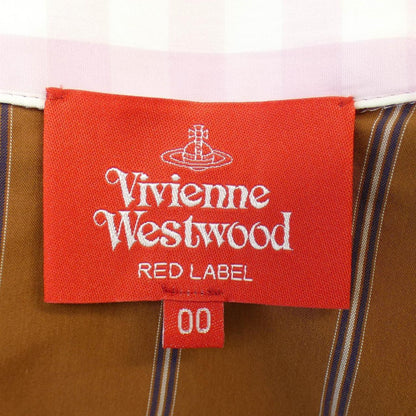 Vivienne
Westwood
RED LABEL
00